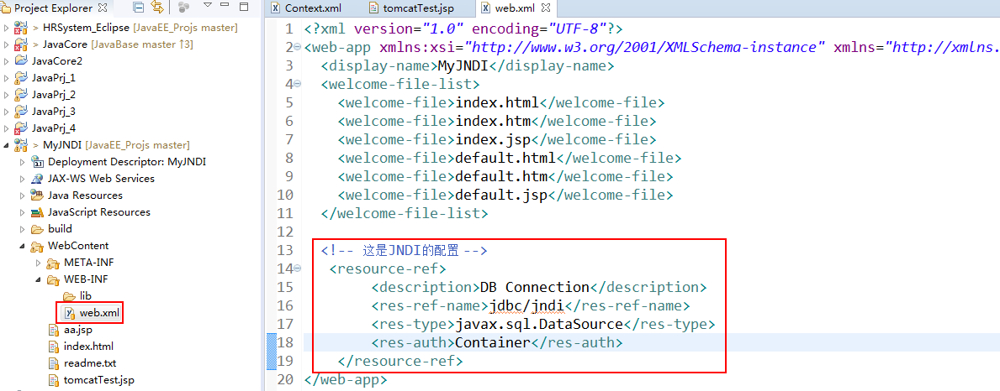 Project Explorer
> HRSystem_Eclipse [JavaEE_Projs master]
> JavaCore [JavaBase master ↑3]
JavaCore2
JavaPrj_1
JavaPrj_2
JavaPrj_3
JavaPrj_4
> MyJNDI [JavaEE_Projs master]
Deployment Descriptor: MyJNDI
JAX-WS Web Services
Java Resources
JavaScript Resources
build
WebContent
META-INF
WEB-INF
lib
web.xml
aa.jsp
index.html
readme.txt
tomcatTest.jsp
Context.xml
tomcatTest.jsp
web.xml
1 <?xml version="1.0" encoding="UTF-8"?>
2 <web-app xmlns:xsi="http://www.w3.org/2001/XMLSchema-instance" xmlns="http://xmlns.
3 <display-name>MyJNDI</display-name>
4 <welcome-file-list>
5 <welcome-file>index.html</welcome-file>
6 <welcome-file>index.htm</welcome-file>
7 <welcome-file>index.jsp</welcome-file>
8 <welcome-file>default.html</welcome-file>
9 <welcome-file>default.htm</welcome-file>
10 <welcome-file>default.jsp</welcome-file>
11 </welcome-file-list>
12
13 <!-- 这是JNDI的配置 -->
14 <resource-ref>
15 <description>DB Connection</description>
16 <res-ref-name>jdbc/jndi</res-ref-name>
17 <res-type>javax.sql.DataSource</res-type>
18 <res-auth>Container</res-auth>
19 </resource-ref>
20 </web-app>